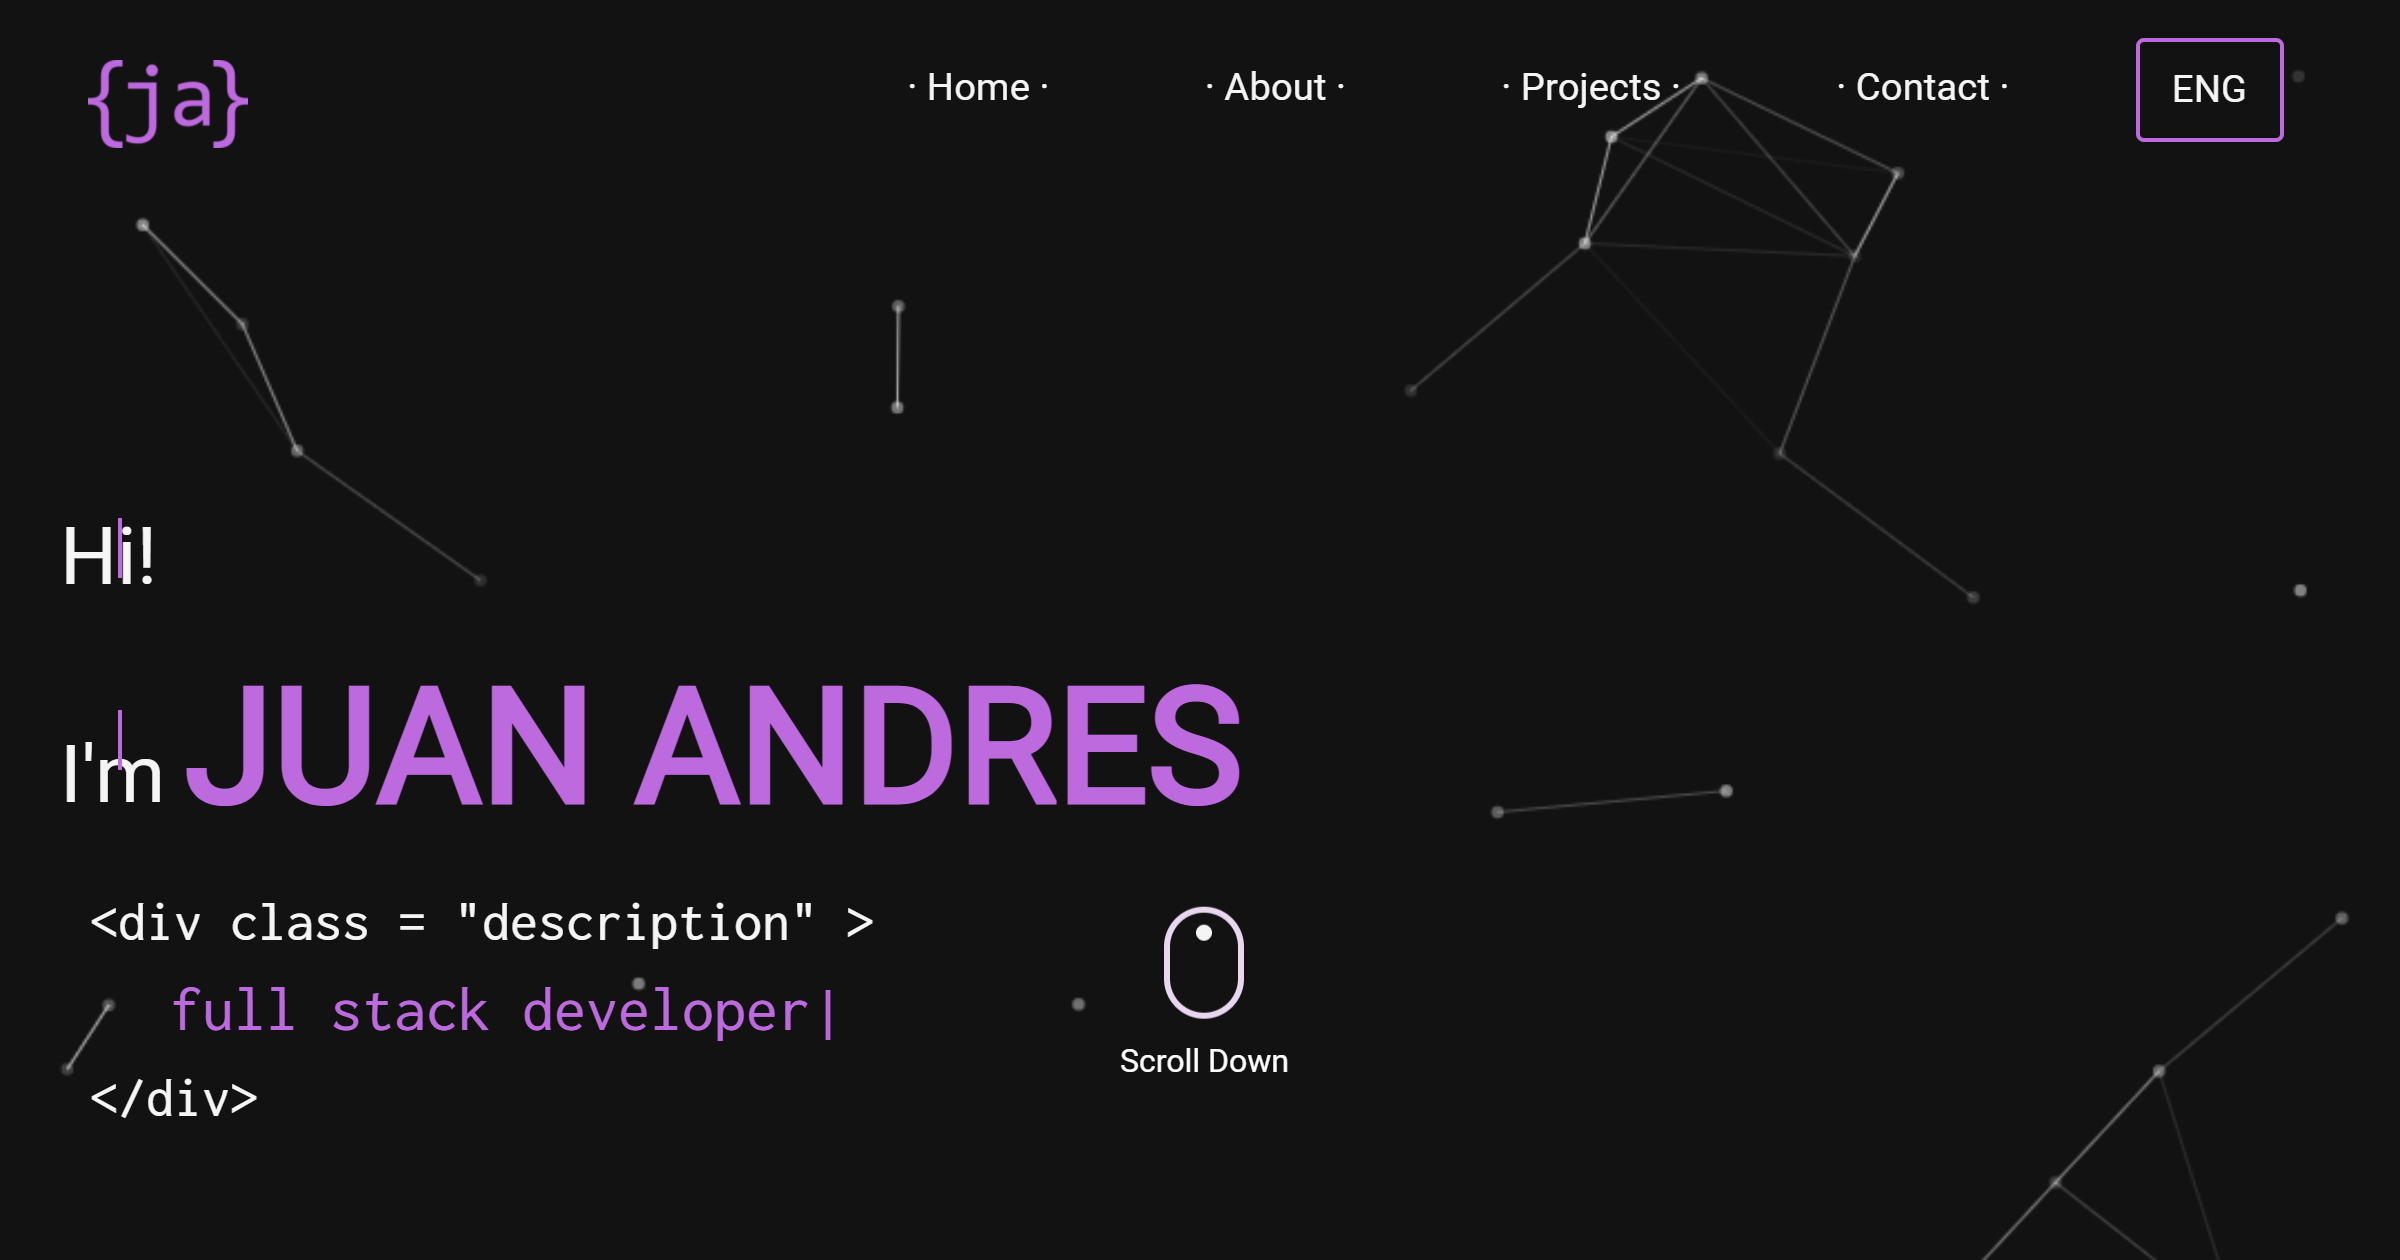 {ja}
· Home · · About · · Projects · · Contact · ENG
Hi!
I'm JUAN ANDRES
<div class = "description" >
full stack developer|
</div>
Scroll Down